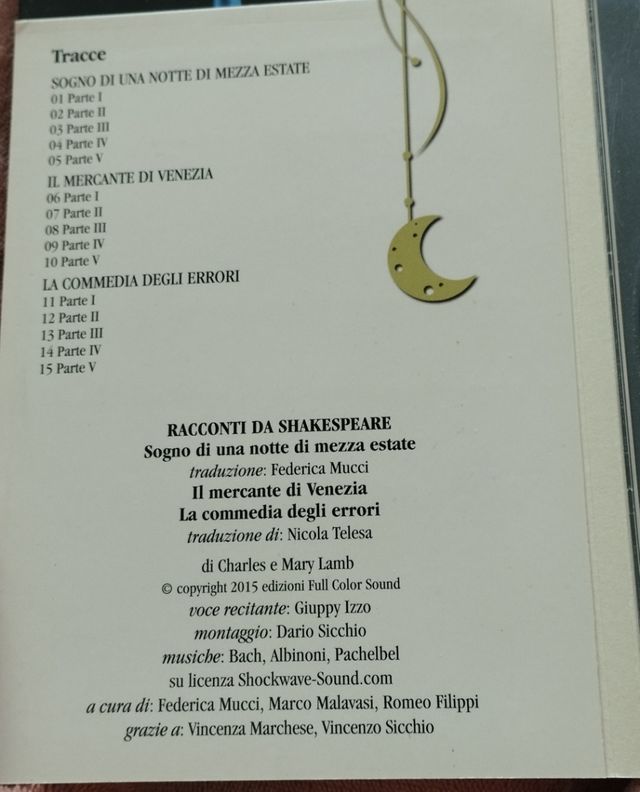 Tracce
SOGNO DI UNA NOTTE DI MEZZA ESTATE
01 Parte I
02 Parte II
03 Parte III
04 Parte IV
05 Parte V
IL MERCANTE DI VENEZIA
06 Parte I
07 Parte II
08 Parte III
09 Parte IV
10 Parte V
LA COMMEDIA DEGLI ERRORI
11 Parte I
12 Parte II
13 Parte III
14 Parte IV
15 Parte V
RACCONTI DA SHAKESPEARE
Sogno di una notte di mezza estate
traduzione: Federica Mucci
Il mercante di Venezia
La commedia degli errori
traduzione di: Nicola Telesa
di Charles e Mary Lamb
© copyright 2015 edizioni Full Color Sound
voce recitante: Giuppy Izzo
montaggio: Dario Sicchio
musiche: Bach, Albinoni, Pachelbel
su licenza Shockwave-Sound.com
a cura di: Federica Mucci, Marco Malavasi, Romeo Filippi
grazie a: Vincenza Marchese, Vincenzo Sicchio